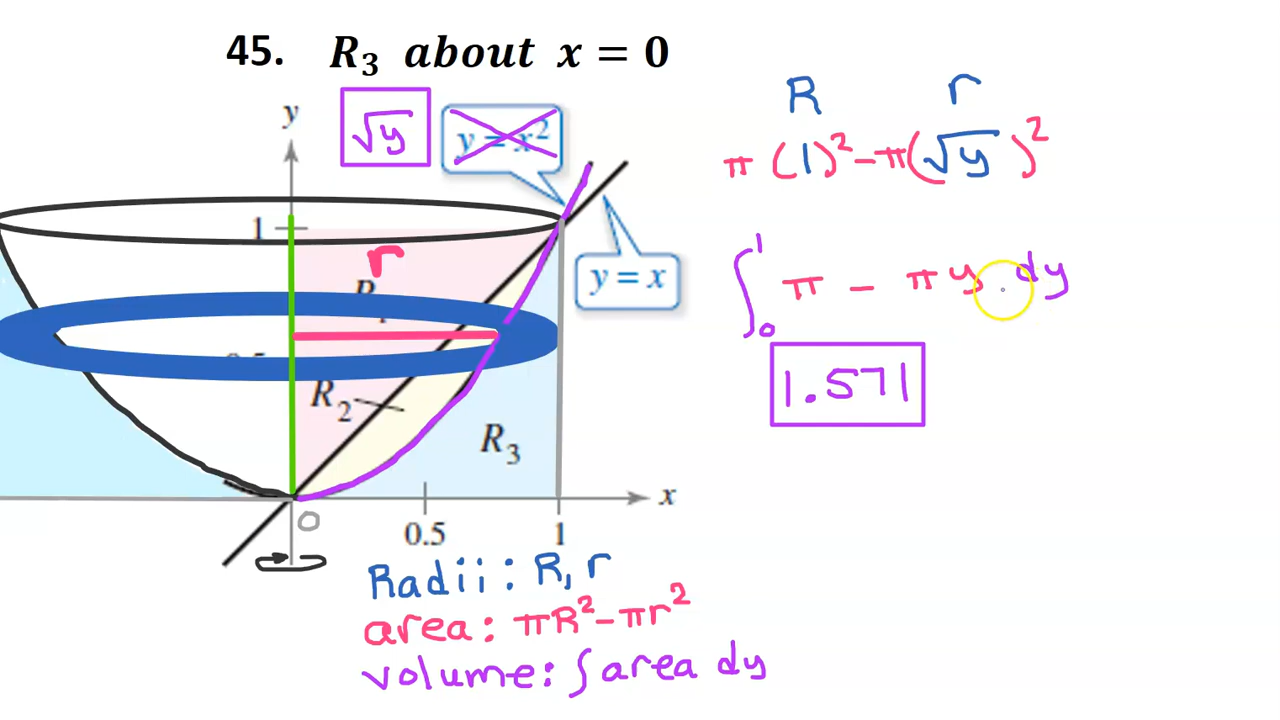 45. R₃ about x = 0
R r
π (1)² – π(√y)²
y
√y
y = x²
1
r
y = x
∫₀¹ π – πy dy
1.571
R₂
R₃
x
0
0.5 1
Radii: R, r
area: πR² – πr²
volume: ∫ area dy